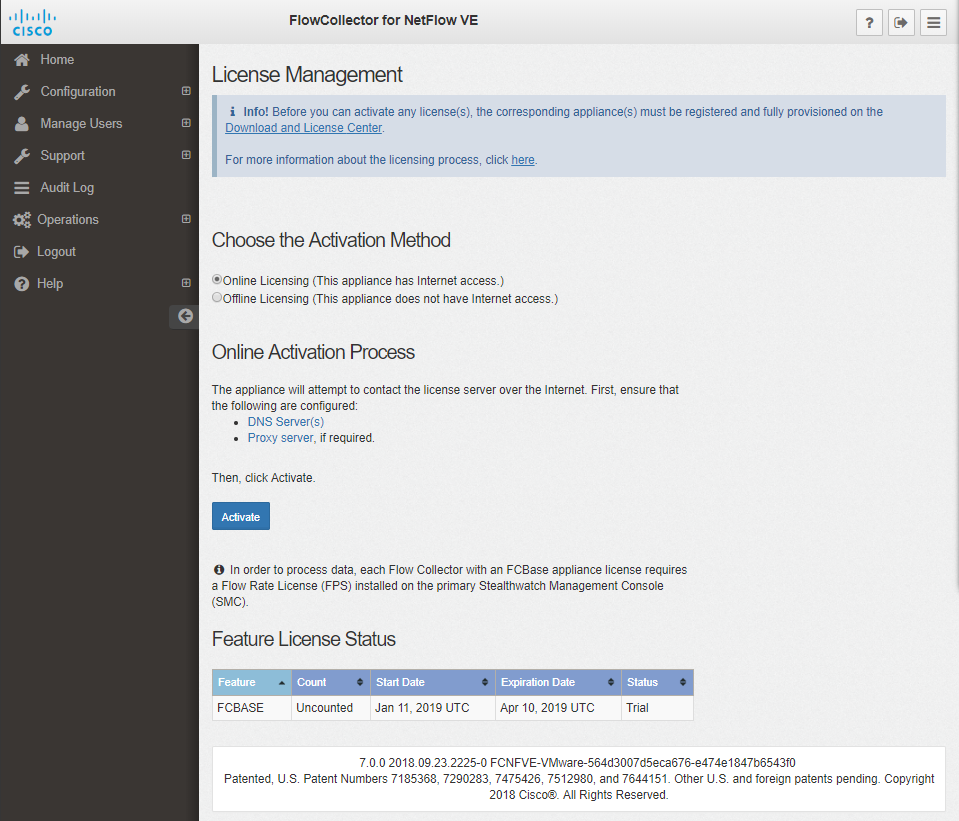 CISCO
FlowCollector for NetFlow VE
?
Home
Configuration
Manage Users
Support
Audit Log
Operations
Logout
Help
License Management
Info! Before you can activate any license(s), the corresponding appliance(s) must be registered and fully provisioned on the
Download and License Center.
For more information about the licensing process, click here.
Choose the Activation Method
Online Licensing (This appliance has Internet access.)
Offline Licensing (This appliance does not have Internet access.)
Online Activation Process
The appliance will attempt to contact the license server over the Internet. First, ensure that
the following are configured:
• DNS Server(s)
• Proxy server, if required.
Then, click Activate.
Activate
In order to process data, each Flow Collector with an FCBase appliance license requires
a Flow Rate License (FPS) installed on the primary Stealthwatch Management Console
(SMC).
Feature License Status
Feature Count Start Date Expiration Date Status
FCBASE Uncounted Jan 11, 2019 UTC Apr 10, 2019 UTC Trial
7.0.0 2018.09.23.2225-0 FCNFVE-VMware-564d3007d5eca676-e474e1847b6543f0
Patented, U.S. Patent Numbers 7185368, 7290283, 7475426, 7512980, and 7644151. Other U.S. and foreign patents pending. Copyright
2018 Cisco®. All Rights Reserved.